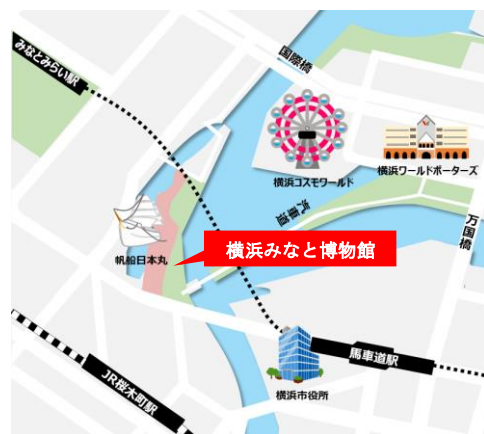 みなとみらい駅
国際橋
横浜コスモワールド
横浜ワールドポーターズ
汽車道
万国橋
帆船日本丸
横浜みなと博物館
馬車道駅
JR桜木町駅
横浜市役所